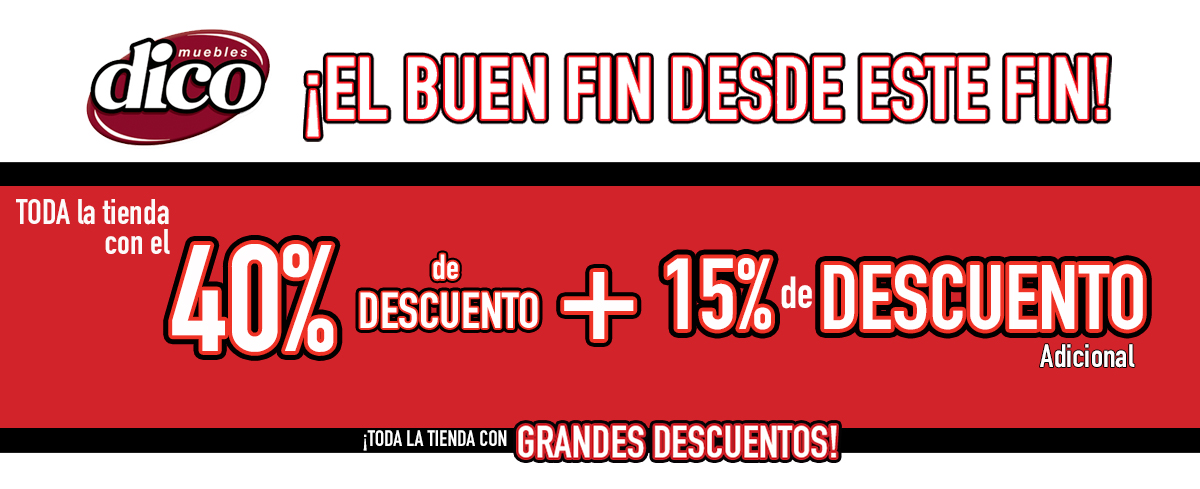 muebles
dico
¡EL BUEN FIN DESDE ESTE FIN!
TODA la tienda
con el
40%
de
DESCUENTO
+
15% de DESCUENTO
Adicional
¡TODA LA TIENDA CON GRANDES DESCUENTOS!